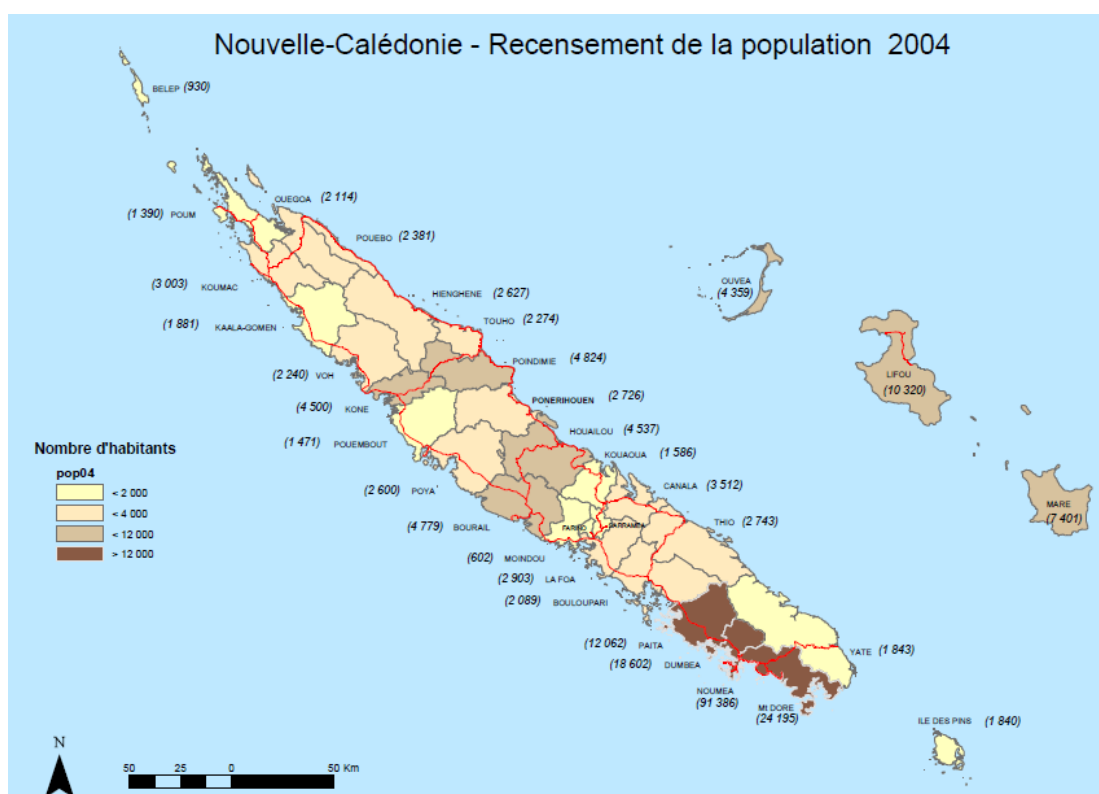 Nouvelle-Calédonie - Recensement de la population 2004
BELEP (930)
OUEGOA (2 114)
(1 390) POUM
POUEBO (2 381)
(3 003) KOUMAC
HIENGHENE (2 627)
OUVEA
(4 359)
TOUHO (2 274)
(1 881) KAALA-GOMEN
POINDIMIE (4 824)
LIFOU
(10 320)
(2 240) VOH
PONERIHOUEN (2 726)
(4 500) KONE
HOUAILOU (4 537)
(1 471) POUEMBOUT
KOUAOUA (1 586)
CANALA (3 512)
(2 600) POYA
MARE
(7 401)
THIO (2 743)
(4 779) BOURAIL
FARINO
SARRAMEA
(602) MOINDOU
(2 903) LA FOA
(2 089) BOULOUPARI
(12 062) PAITA
YATE (1 843)
(18 602) DUMBEA
NOUMEA
(91 386)
Mt DORE
(24 195)
ILE DES PINS (1 840)
Nombre d'habitants
pop04
< 2 000
< 4 000
< 12 000
> 12 000
N
50 25 0 50 Km